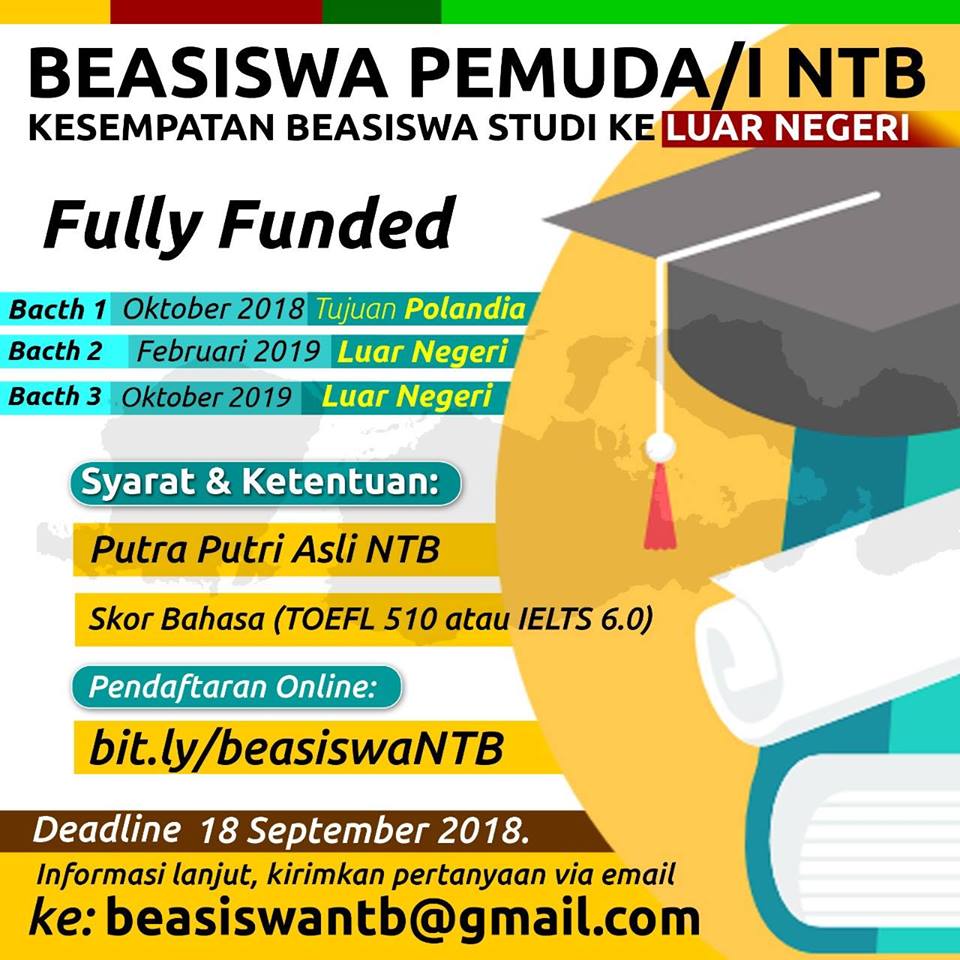 BEASISWA PEMUDA/I NTB
KESEMPATAN BEASISWA STUDI KE LUAR NEGERI
Fully Funded
Bacth 1 Oktober 2018 Tujuan Polandia
Bacth 2 Februari 2019 Luar Negeri
Bacth 3 Oktober 2019 Luar Negeri
Syarat & Ketentuan:
Putra Putri Asli NTB
Skor Bahasa (TOEFL 510 atau IELTS 6.0)
Pendaftaran Online:
bit.ly/beasiswaNTB
Deadline 18 September 2018.
Informasi lanjut, kirimkan pertanyaan via email
ke: beasiswantb@gmail.com